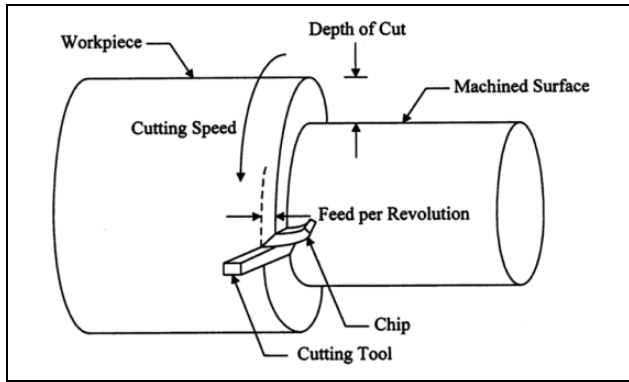 Depth of Cut
Workpiece
Machined Surface
Cutting Speed
Feed per Revolution
Chip
Cutting Tool